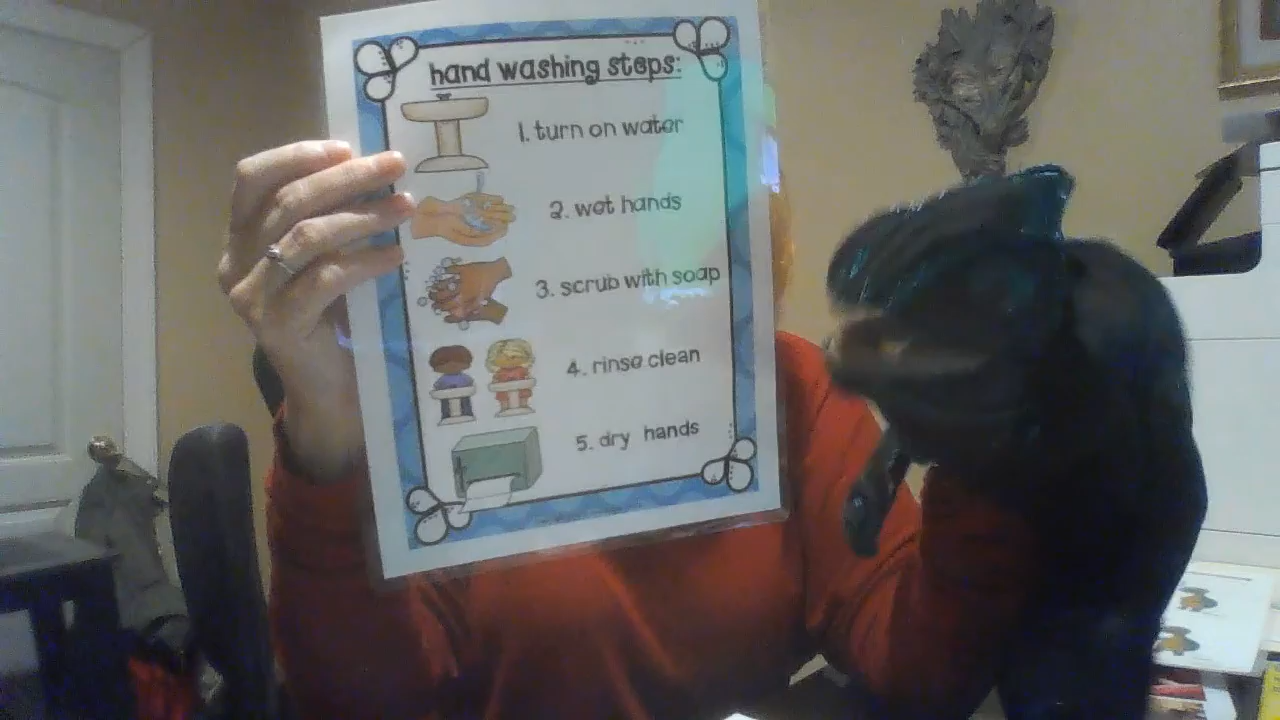 hand washing steps:
1. turn on water
2. wet hands
3. scrub with soap
4. rinse clean
5. dry hands